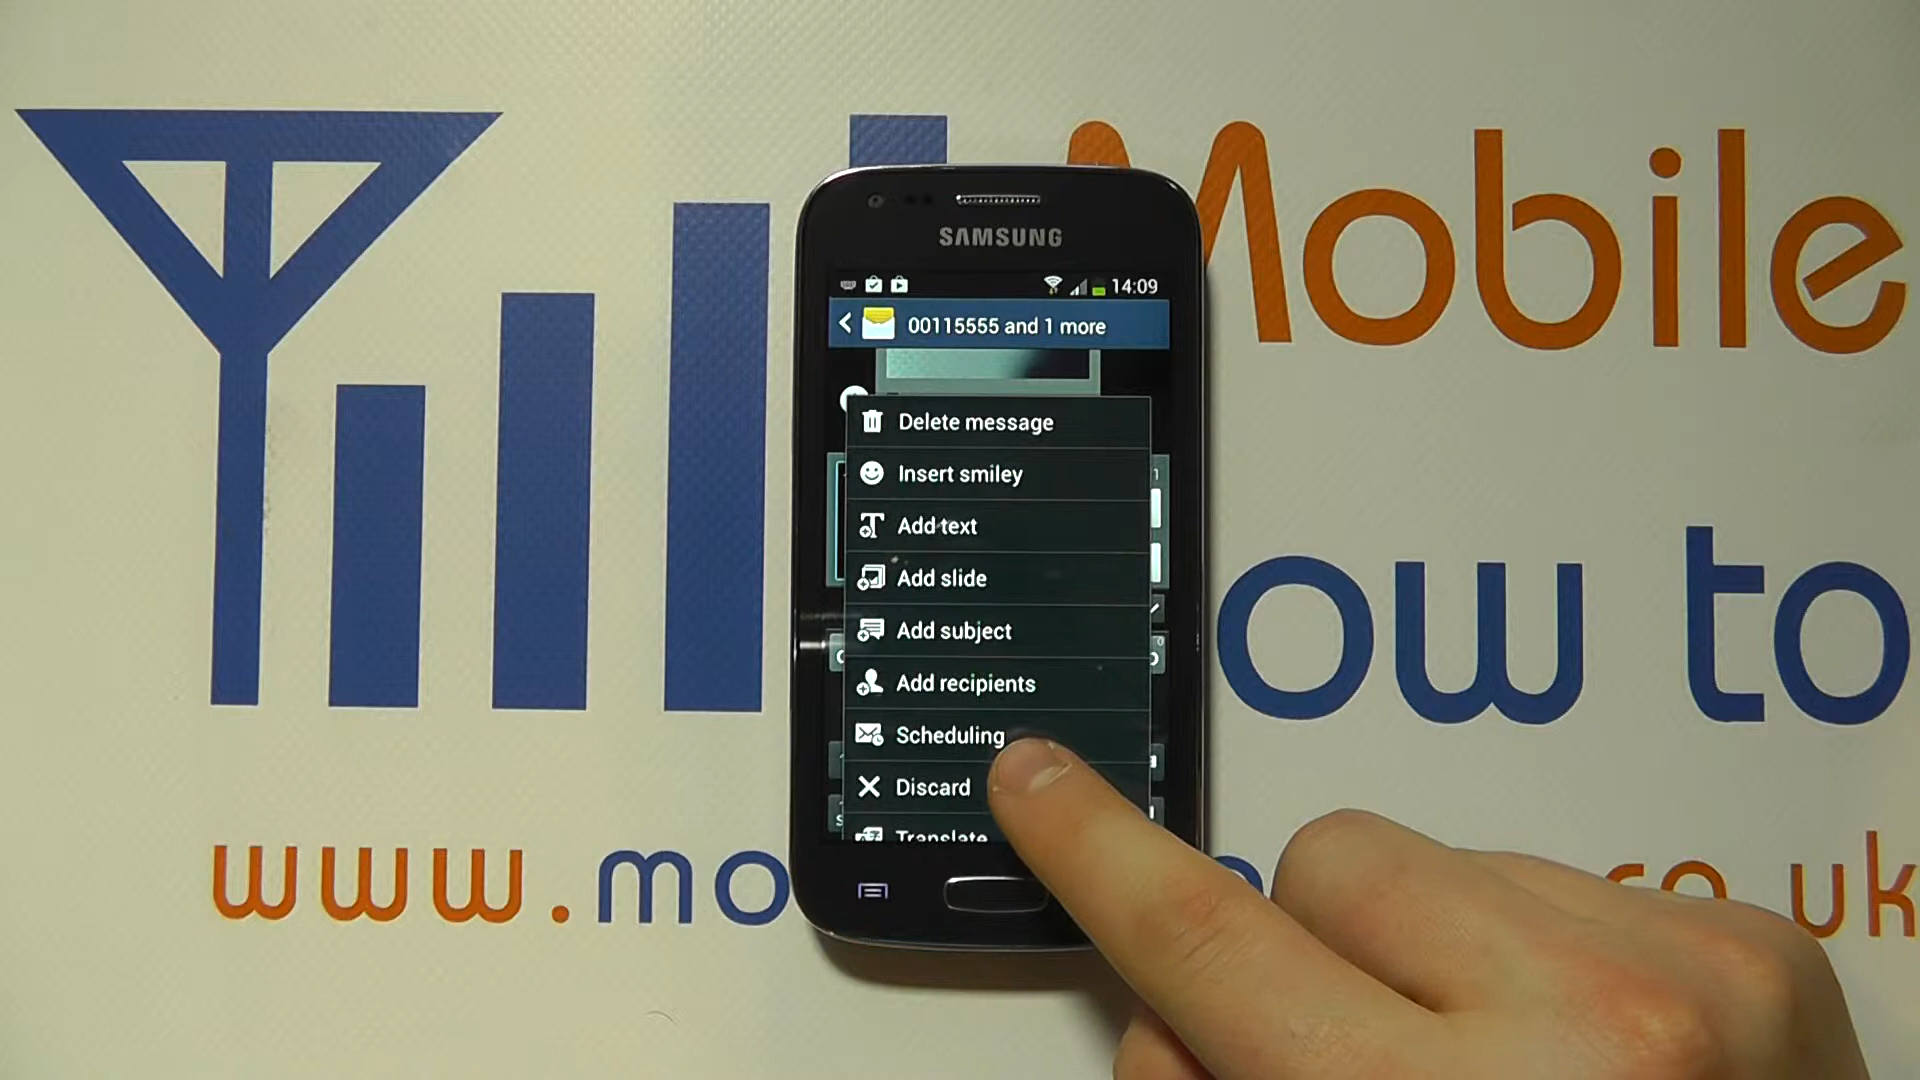 Mobile
SAMSUNG
14:09
00115555 and 1 more
Delete message
Insert smiley
Add text
Add slide
Add subject
Add recipients
Scheduling
Discard
Translate
ow to
www.mo
.uk